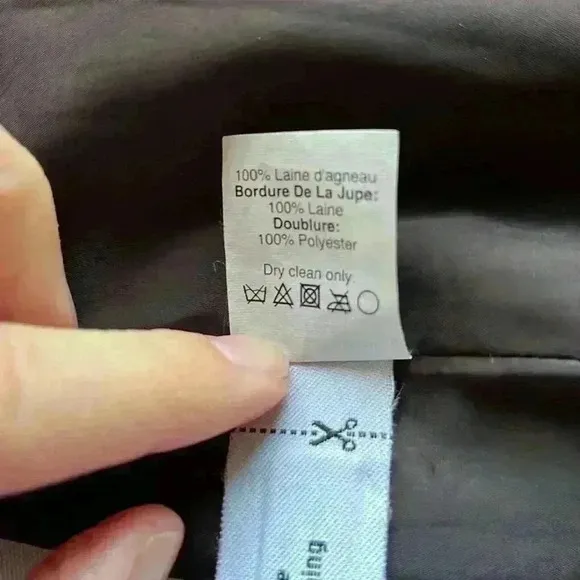 100% Laine d'agneau
Bordure De La Jupe:
100% Laine
Doublure:
100% Polyester
Dry clean only